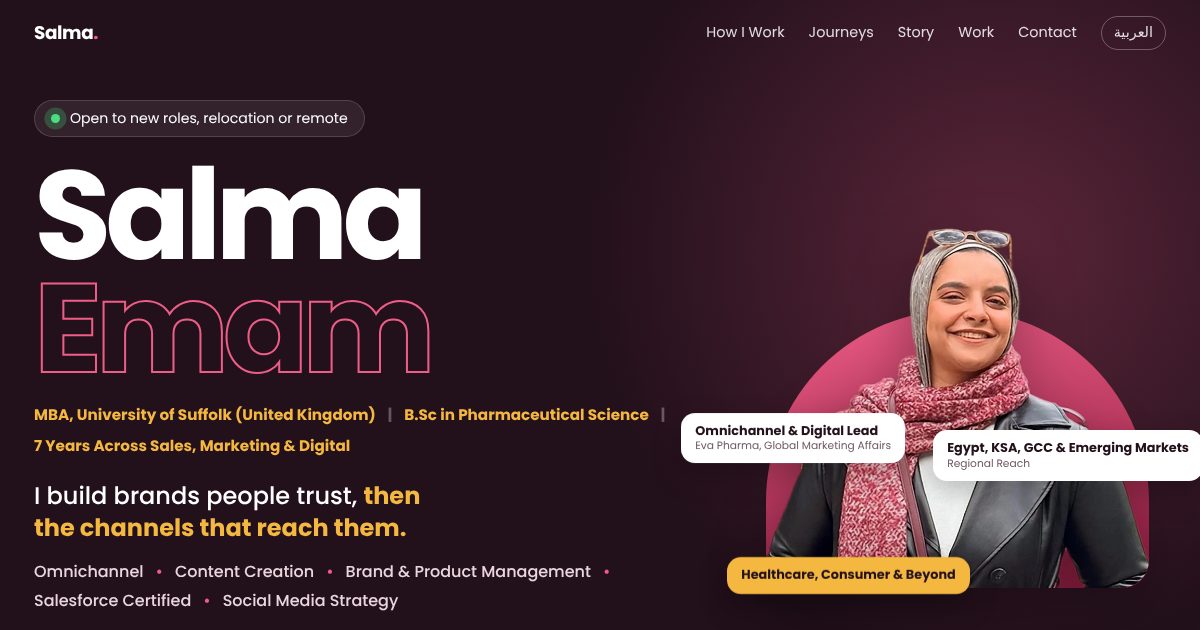 Salma.
How I Work
Journeys
Story
Work
Contact
العربية
Open to new roles, relocation or remote
Salma
Emam
MBA, University of Suffolk (United Kingdom) | B.Sc in Pharmaceutical Science |
7 Years Across Sales, Marketing & Digital
I build brands people trust, then
the channels that reach them.
Omnichannel • Content Creation • Brand & Product Management •
Salesforce Certified • Social Media Strategy
Omnichannel & Digital Lead
Eva Pharma, Global Marketing Affairs
Egypt, KSA, GCC & Emerging Markets
Regional Reach
Healthcare, Consumer & Beyond